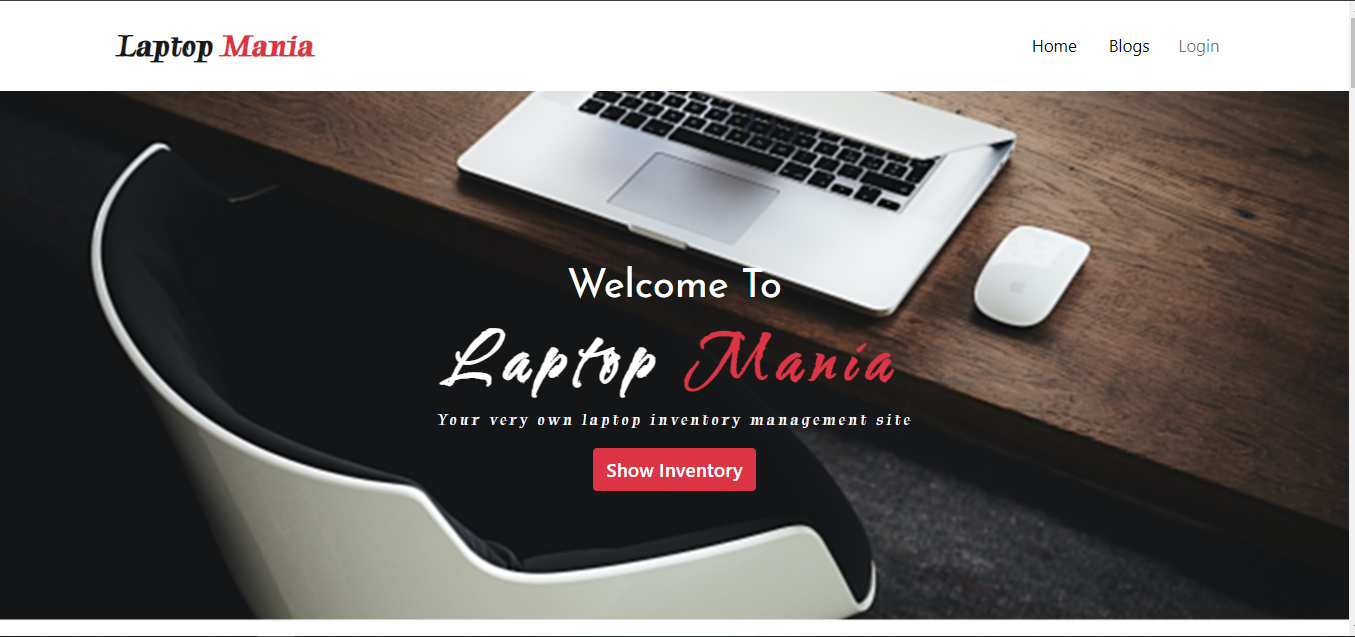 Laptop Mania
Home Blogs Login
Welcome To
Laptop Mania
Your very own laptop inventory management site
Show Inventory